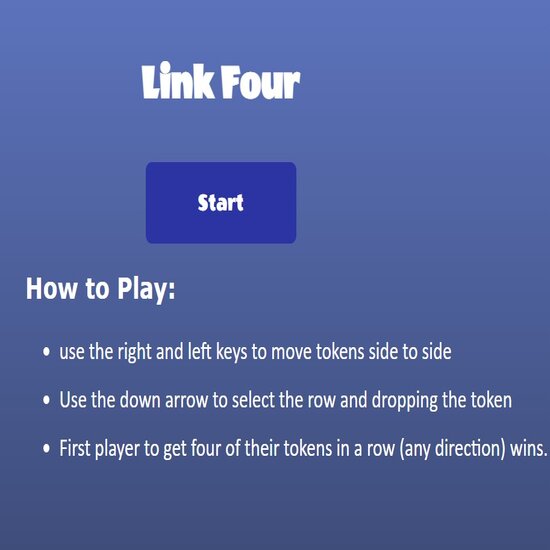 Link Four
Start
How to Play:
• use the right and left keys to move tokens side to side
• Use the down arrow to select the row and dropping the token
• First player to get four of their tokens in a row (any direction) wins.